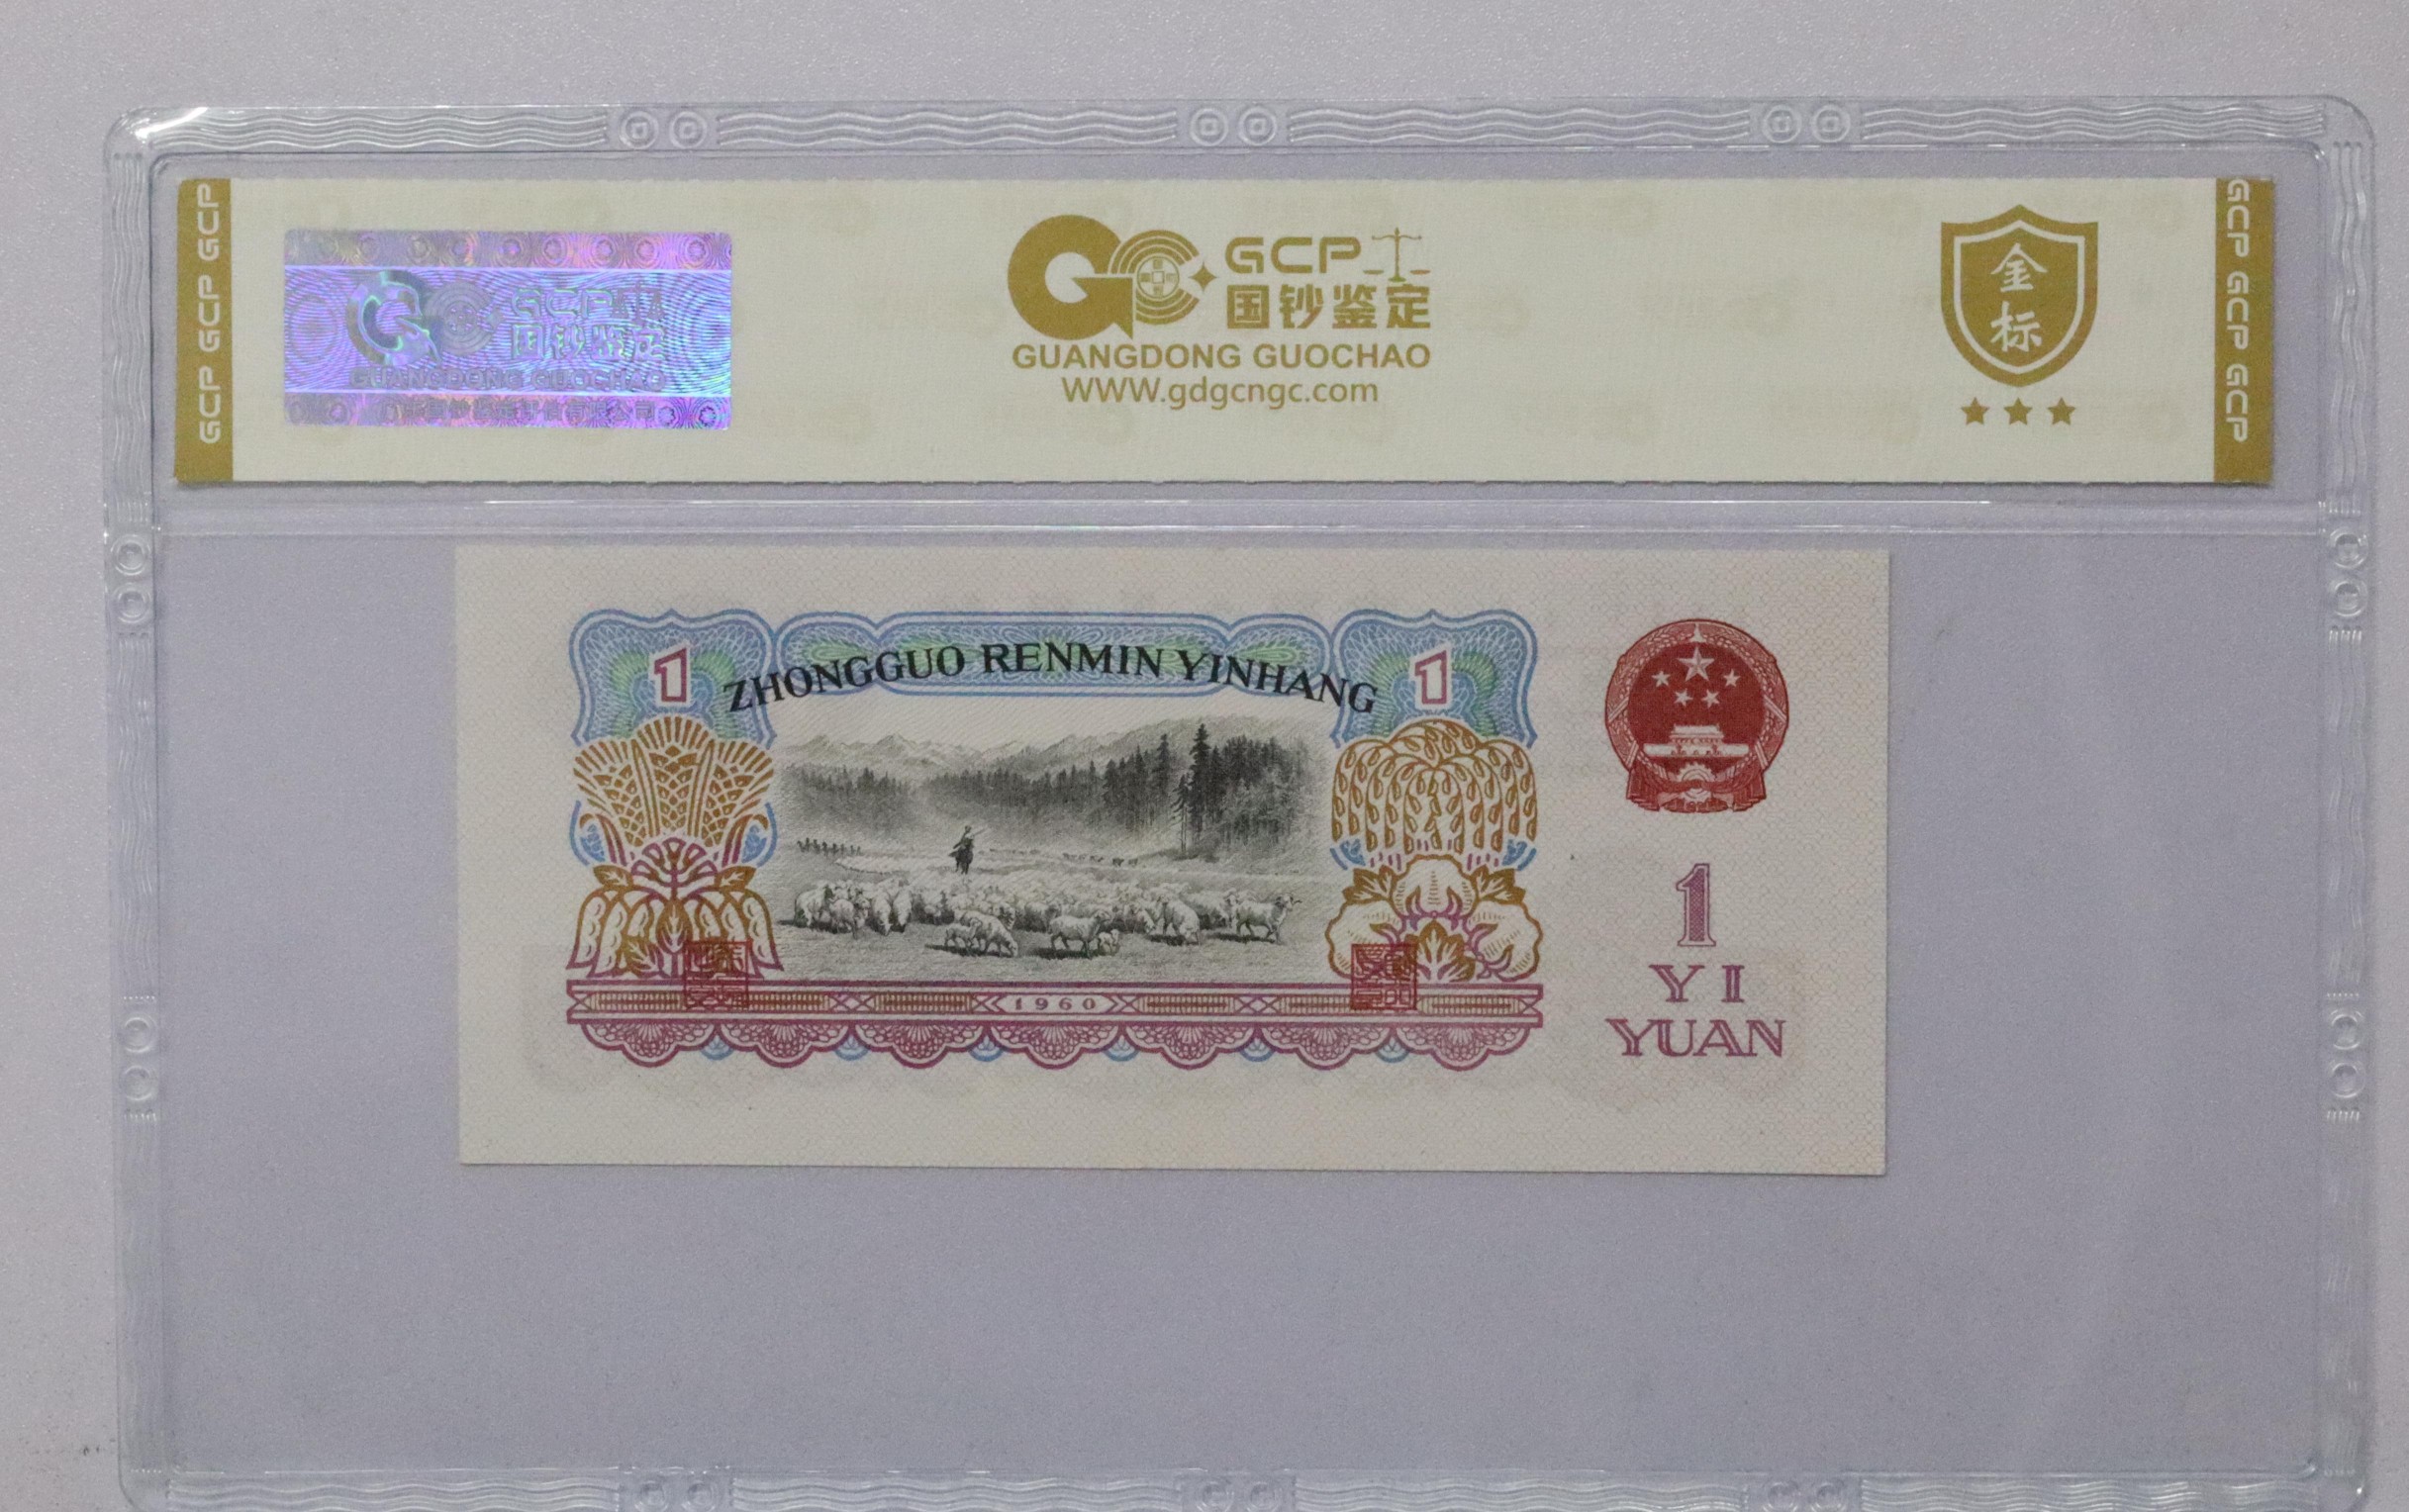 GCP GCP GCP
GCP
国钞鉴定
GUANGDONG GUOCHAO
GCP
国钞鉴定
GUANGDONG GUOCHAO
WWW.gdgcngc.com
金
标
GCP GCP GCP
1
ZHONGGUO RENMIN YINHANG
1
1960
1
YI
YUAN